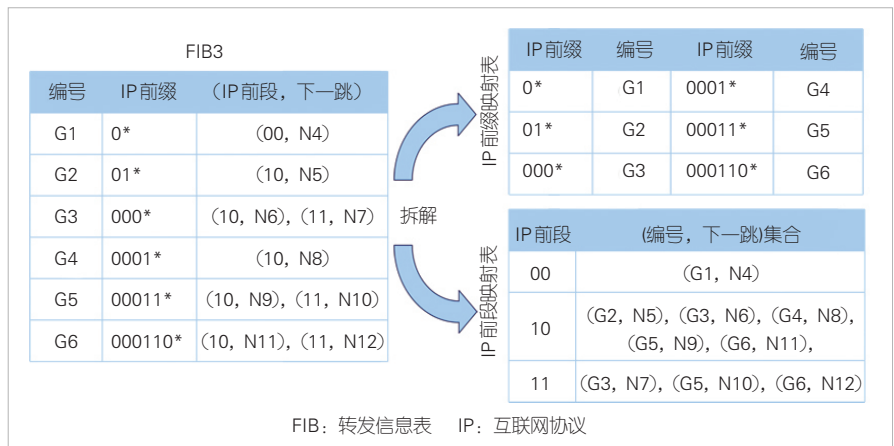 FIB3
编号 IP前缀 （IP前段，下一跳）
G1 0* （00，N4）
G2 01* （10，N5）
G3 000* （10，N6），（11，N7）
G4 0001* （10，N8）
G5 00011* （10，N9），（11，N10）
G6 000110* （10，N11），（11，N12）
拆解
IP前缀映射表
IP前缀 编号 IP前缀 编号
0* G1 0001* G4
01* G2 00011* G5
000* G3 000110* G6
IP前段映射表
IP前段 (编号，下一跳)集合
00 （G1，N4）
10 （G2，N5），（G3，N6），（G4，N8），
（G5，N9），（G6，N11），
11 （G3，N7），（G5，N10），（G6，N12）
FIB：转发信息表 IP：互联网协议